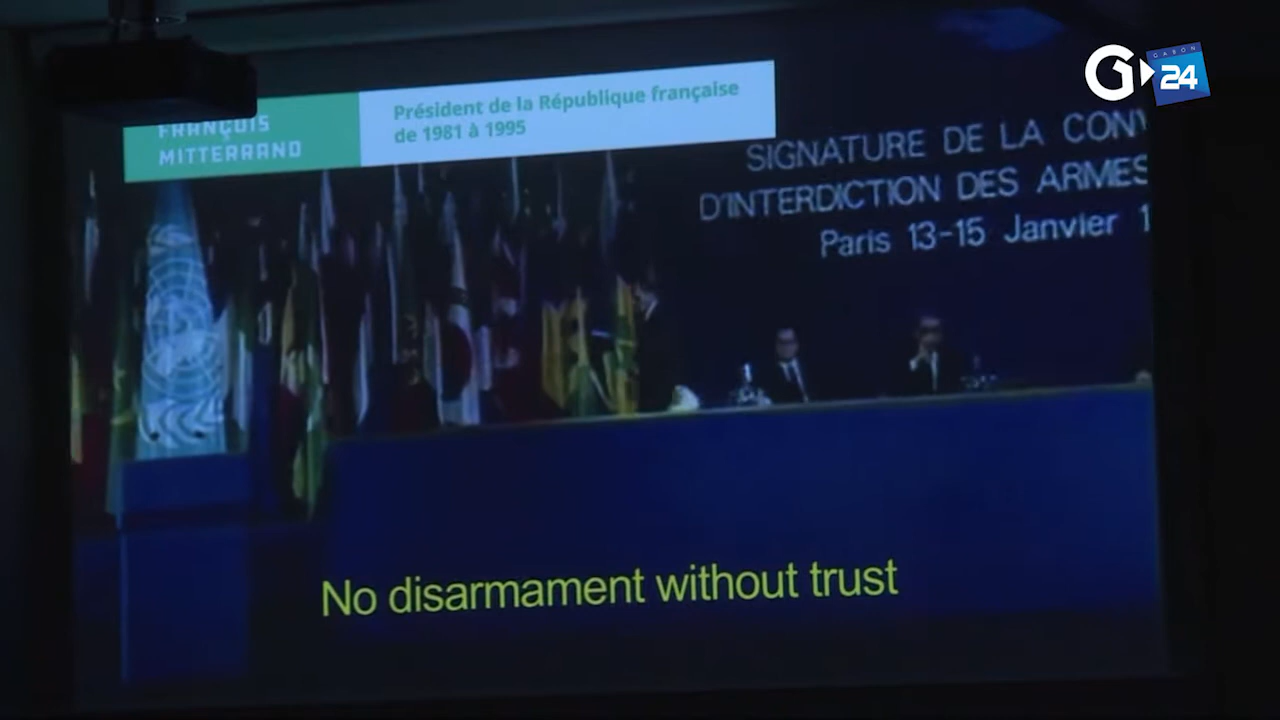 GABON
24
FRANÇOIS
MITTERRAND
Président de la République française
de 1981 à 1995
SIGNATURE DE LA CONV
D'INTERDICTION DES ARMES
Paris 13-15 Janvier 1
No disarmament without trust